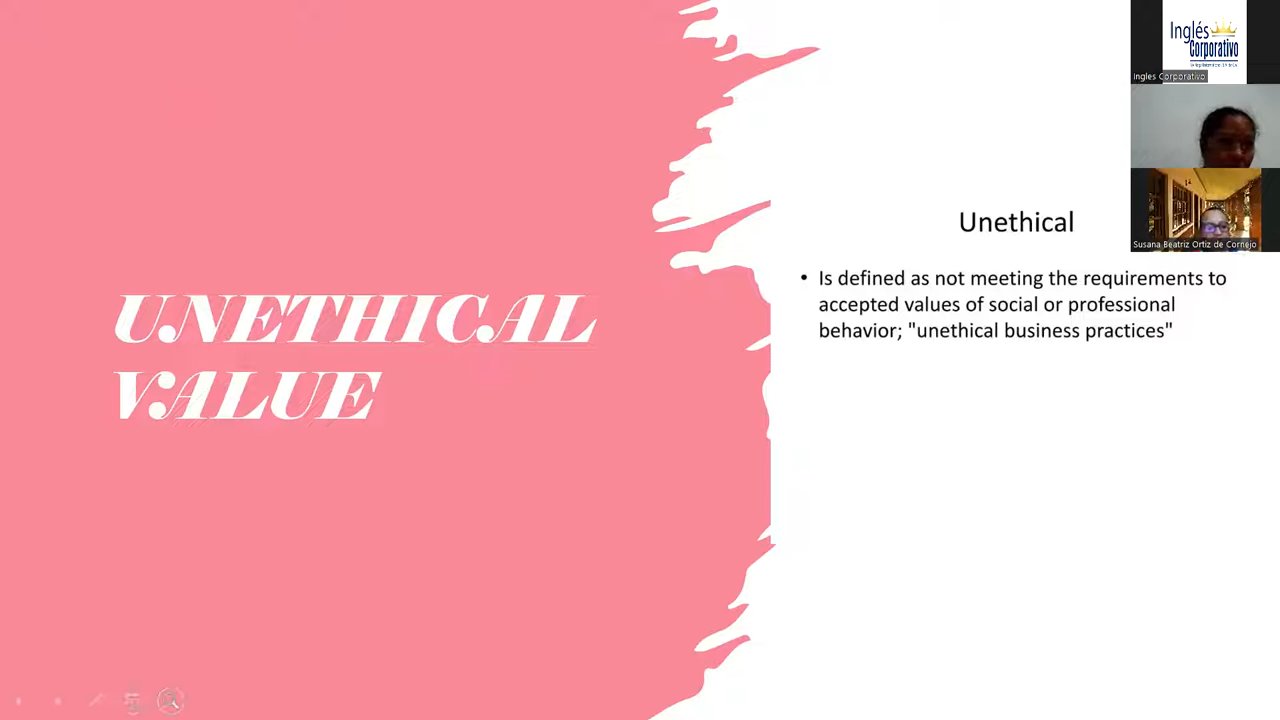 UNETHICAL
VALUE
Unethical
• Is defined as not meeting the requirements to
accepted values of social or professional
behavior; "unethical business practices"
Inglés
Corporativo
Ingles Corporativo
Susana Beatriz Ortiz de Cornejo